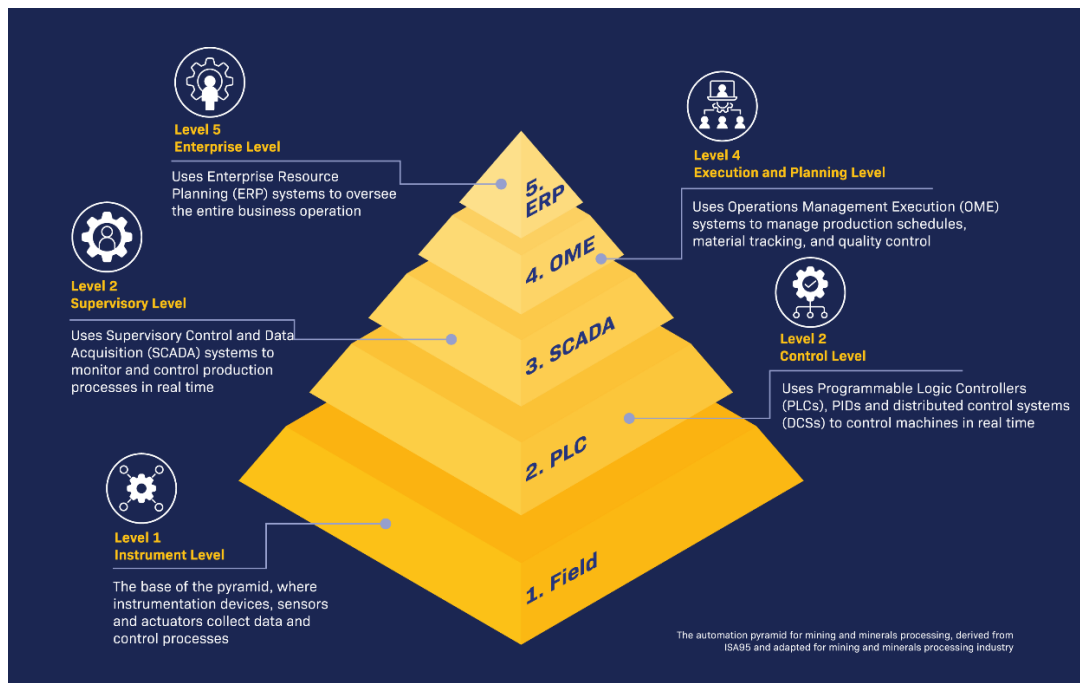 Level 5
Enterprise Level
Uses Enterprise Resource
Planning (ERP) systems to oversee
the entire business operation
Level 4
Execution and Planning Level
Uses Operations Management Execution (OME)
systems to manage production schedules,
material tracking, and quality control
Level 2
Supervisory Level
Uses Supervisory Control and Data
Acquisition (SCADA) systems to
monitor and control production
processes in real time
Level 2
Control Level
Uses Programmable Logic Controllers
(PLCs), PIDs and distributed control systems
(DCSs) to control machines in real time
Level 1
Instrument Level
The base of the pyramid, where
instrumentation devices, sensors
and actuators collect data and
control processes
5.
ERP
4. OME
3. SCADA
2. PLC
1. Field
The automation pyramid for mining and minerals processing, derived from
ISA95 and adapted for mining and minerals processing industry